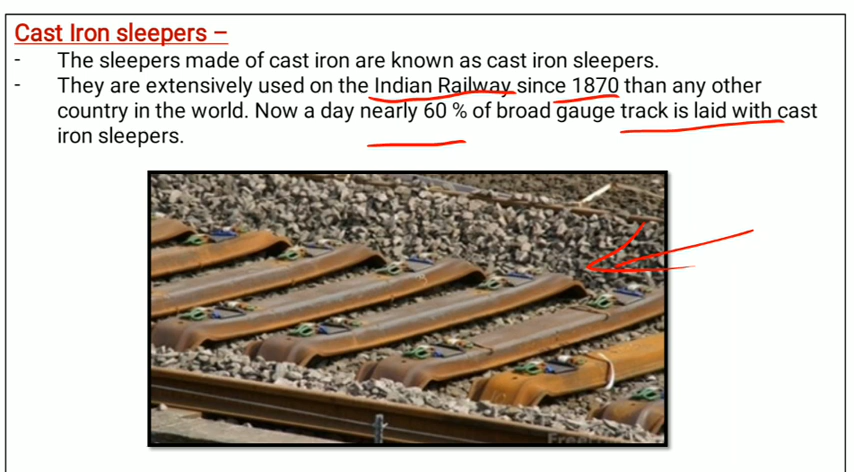 Cast Iron sleepers –
- The sleepers made of cast iron are known as cast iron sleepers.
- They are extensively used on the Indian Railway since 1870 than any other
country in the world. Now a day nearly 60 % of broad gauge track is laid with cast
iron sleepers.